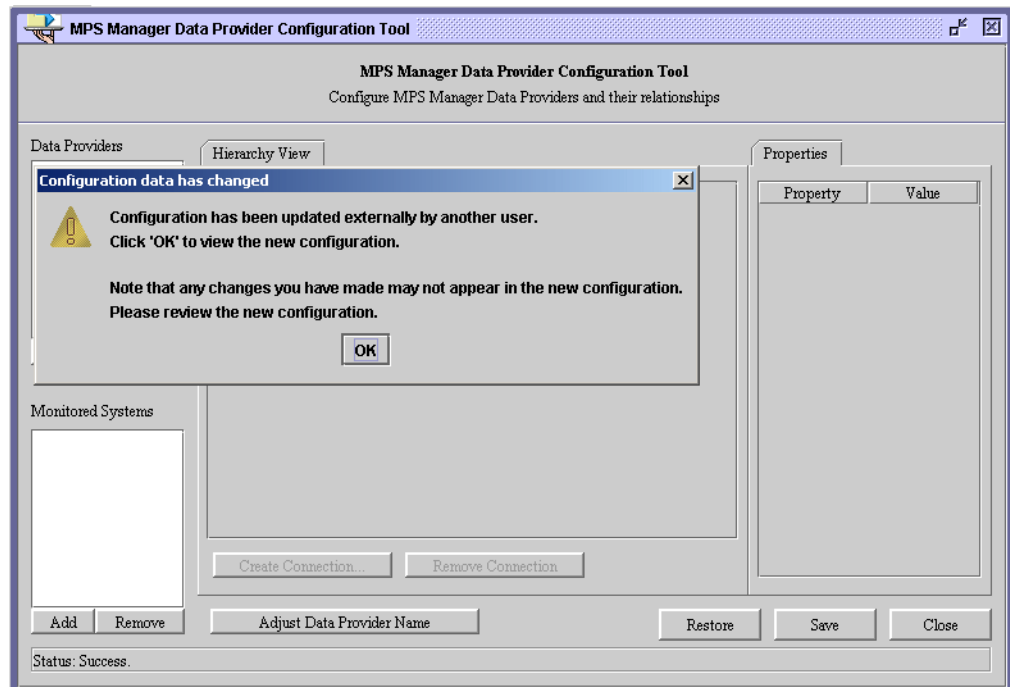 MPS Manager Data Provider Configuration Tool
MPS Manager Data Provider Configuration Tool
Configure MPS Manager Data Providers and their relationships
Data Providers
Hierarchy View
Properties
Configuration data has changed
Property Value
Configuration has been updated externally by another user.
Click 'OK' to view the new configuration.
Note that any changes you have made may not appear in the new configuration.
Please review the new configuration.
OK
Monitored Systems
Create Connection... Remove Connection
Add Remove Adjust Data Provider Name Restore Save Close
Status: Success.